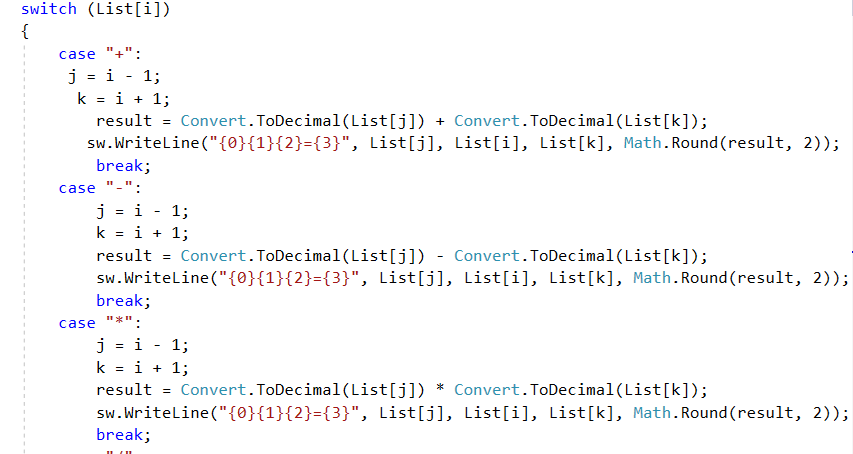 switch (List[i])
{
case "+":
j = i - 1;
k = i + 1;
result = Convert.ToDecimal(List[j]) + Convert.ToDecimal(List[k]);
sw.WriteLine("{0}{1}{2}={3}", List[j], List[i], List[k], Math.Round(result, 2));
break;
case "-":
j = i - 1;
k = i + 1;
result = Convert.ToDecimal(List[j]) - Convert.ToDecimal(List[k]);
sw.WriteLine("{0}{1}{2}={3}", List[j], List[i], List[k], Math.Round(result, 2));
break;
case "*":
j = i - 1;
k = i + 1;
result = Convert.ToDecimal(List[j]) * Convert.ToDecimal(List[k]);
sw.WriteLine("{0}{1}{2}={3}", List[j], List[i], List[k], Math.Round(result, 2));
break;